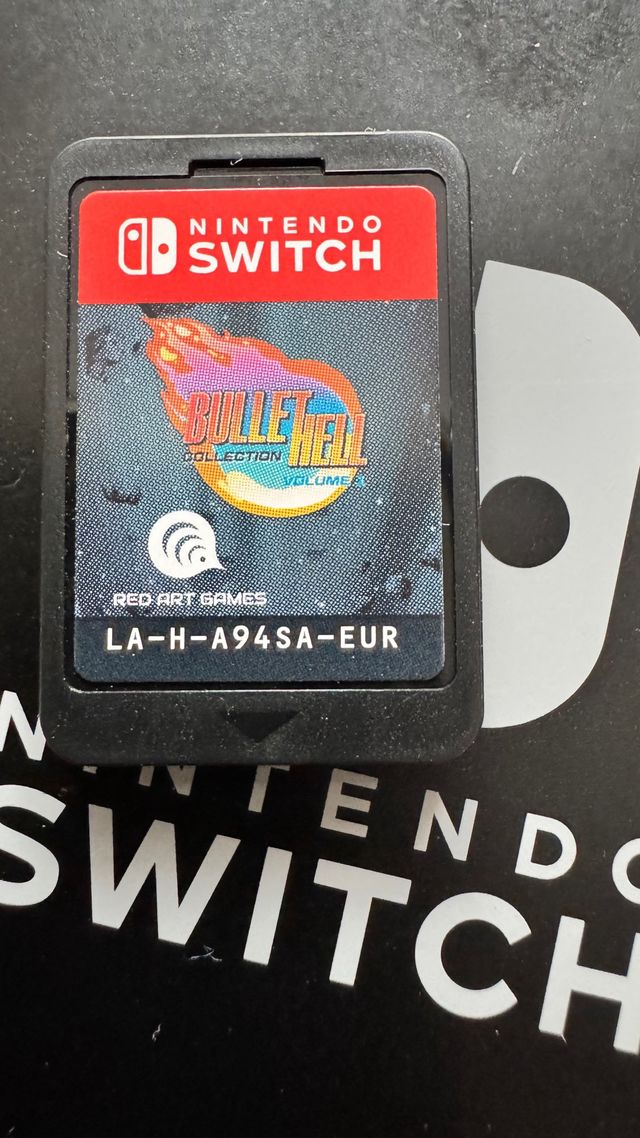 NINTENDO
SWITCH
BULLET HELL
COLLECTION
VOLUME 1
RED ART GAMES
LA-H-A94SA-EUR
NINTENDO
SWITCH